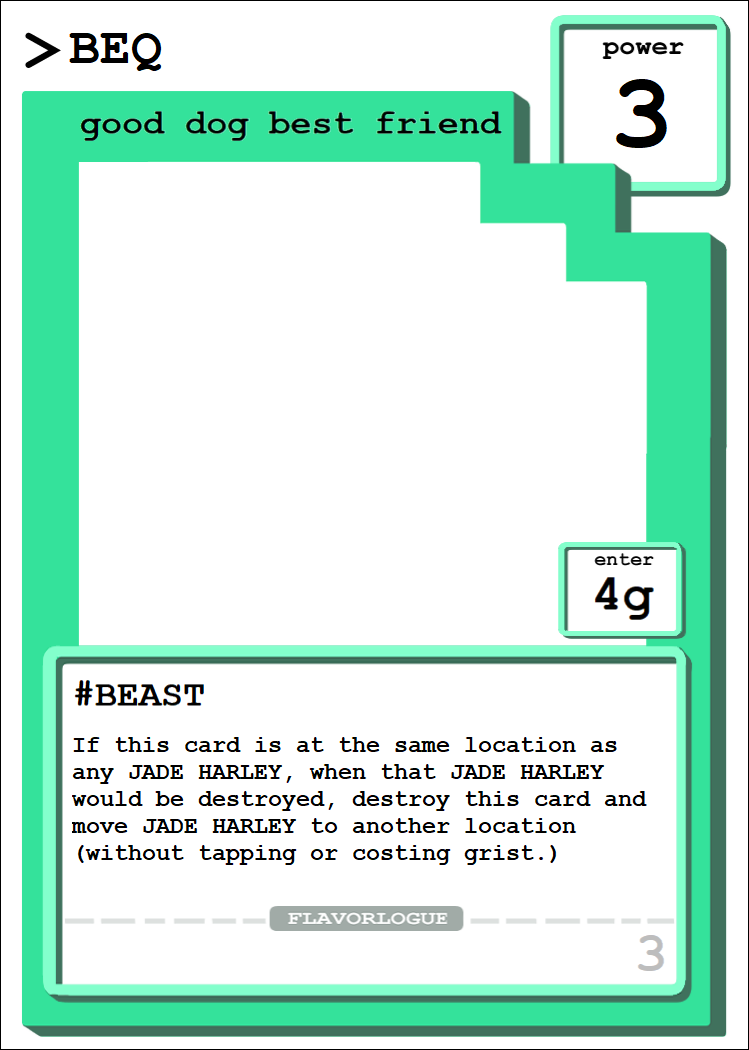 >BEQ
power
3
good dog best friend
enter
4g
#BEAST
If this card is at the same location as
any JADE HARLEY, when that JADE HARLEY
would be destroyed, destroy this card and
move JADE HARLEY to another location
(without tapping or costing grist.)
FLAVORLOGUE
3